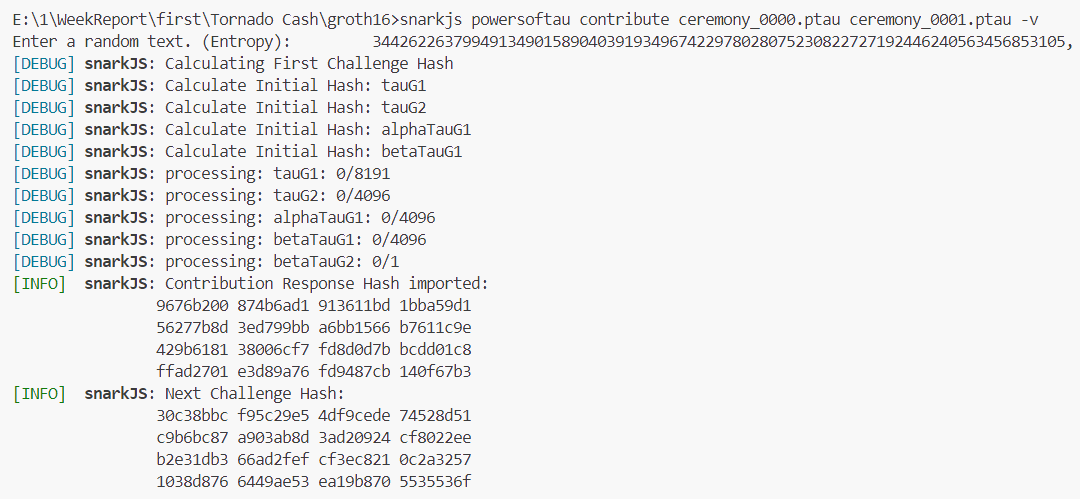 E:\1\WeekReport\first\Tornado Cash\groth16>snarkjs powersoftau contribute ceremony_0000.ptau ceremony_0001.ptau -v
Enter a random text. (Entropy): 34426226379949134901589040391934967422978028075230822727192446240563456853105,
[DEBUG] snarkJS: Calculating First Challenge Hash
[DEBUG] snarkJS: Calculate Initial Hash: tauG1
[DEBUG] snarkJS: Calculate Initial Hash: tauG2
[DEBUG] snarkJS: Calculate Initial Hash: alphaTauG1
[DEBUG] snarkJS: Calculate Initial Hash: betaTauG1
[DEBUG] snarkJS: processing: tauG1: 0/8191
[DEBUG] snarkJS: processing: tauG2: 0/4096
[DEBUG] snarkJS: processing: alphaTauG1: 0/4096
[DEBUG] snarkJS: processing: betaTauG1: 0/4096
[DEBUG] snarkJS: processing: betaTauG2: 0/1
[INFO] snarkJS: Contribution Response Hash imported:
9676b200 874b6ad1 913611bd 1bba59d1
56277b8d 3ed799bb a6bb1566 b7611c9e
429b6181 38006cf7 fd8d0d7b bcdd01c8
ffad2701 e3d89a76 fd9487cb 140f67b3
[INFO] snarkJS: Next Challenge Hash:
30c38bbc f95c29e5 4df9cede 74528d51
c9b6bc87 a903ab8d 3ad20924 cf8022ee
b2e31db3 66ad2fef cf3ec821 0c2a3257
1038d876 6449ae53 ea19b870 5535536f